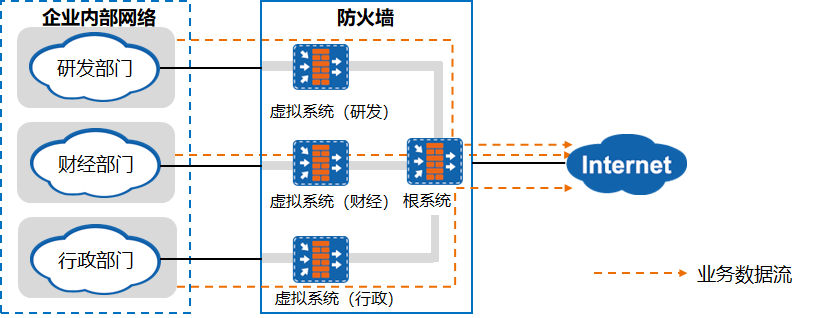 企业内部网络
防火墙
研发部门
虚拟系统（研发）
财经部门
虚拟系统（财经）
根系统
Internet
行政部门
虚拟系统（行政）
业务数据流